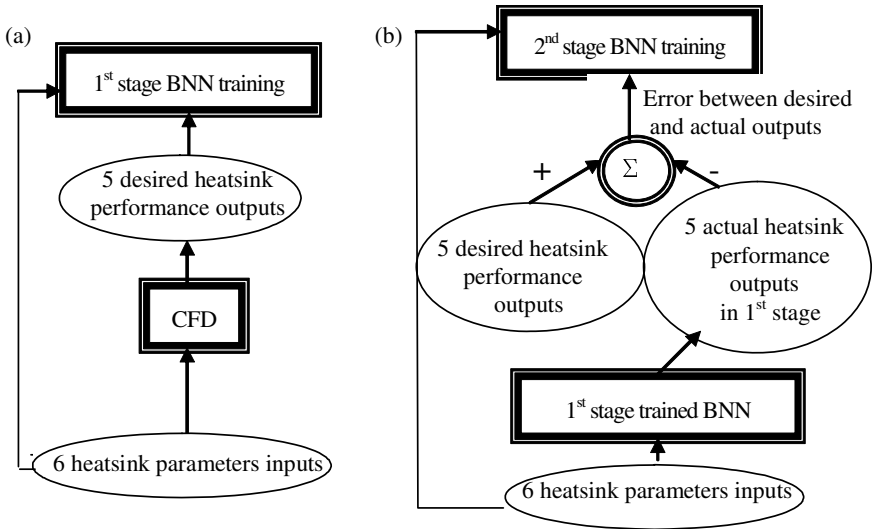 (a)
1st stage BNN training
5 desired heatsink
performance outputs
CFD
6 heatsink parameters inputs
(b)
2nd stage BNN training
Error between desired
and actual outputs
+
Σ
-
5 desired heatsink
performance
outputs
5 actual heatsink
performance
outputs
in 1st stage
1st stage trained BNN
6 heatsink parameters inputs